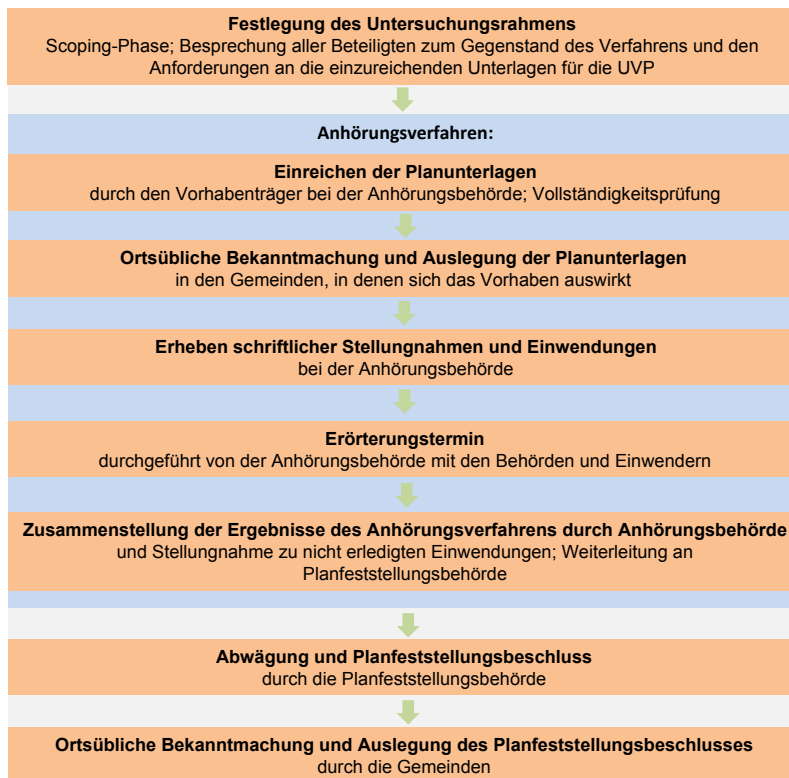 Festlegung des Untersuchungsrahmens
Scoping-Phase; Besprechung aller Beteiligten zum Gegenstand des Verfahrens und den
Anforderungen an die einzureichenden Unterlagen für die UVP
Anhörungsverfahren:
Einreichen der Planunterlagen
durch den Vorhabenträger bei der Anhörungsbehörde; Vollständigkeitsprüfung
Ortsübliche Bekanntmachung und Auslegung der Planunterlagen
in den Gemeinden, in denen sich das Vorhaben auswirkt
Erheben schriftlicher Stellungnahmen und Einwendungen
bei der Anhörungsbehörde
Erörterungstermin
durchgeführt von der Anhörungsbehörde mit den Behörden und Einwendern
Zusammenstellung der Ergebnisse des Anhörungsverfahrens durch Anhörungsbehörde
und Stellungnahme zu nicht erledigten Einwendungen; Weiterleitung an
Planfeststellungsbehörde
Abwägung und Planfeststellungsbeschluss
durch die Planfeststellungsbehörde
Ortsübliche Bekanntmachung und Auslegung des Planfeststellungsbeschlusses
durch die Gemeinden